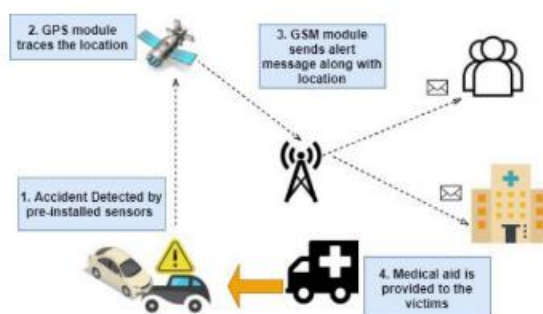 2. GPS module
traces the location
3. GSM module
sends alert
message along with
location
1. Accident Detected by
pre-installed sensors
4. Medical aid is
provided to the
victims